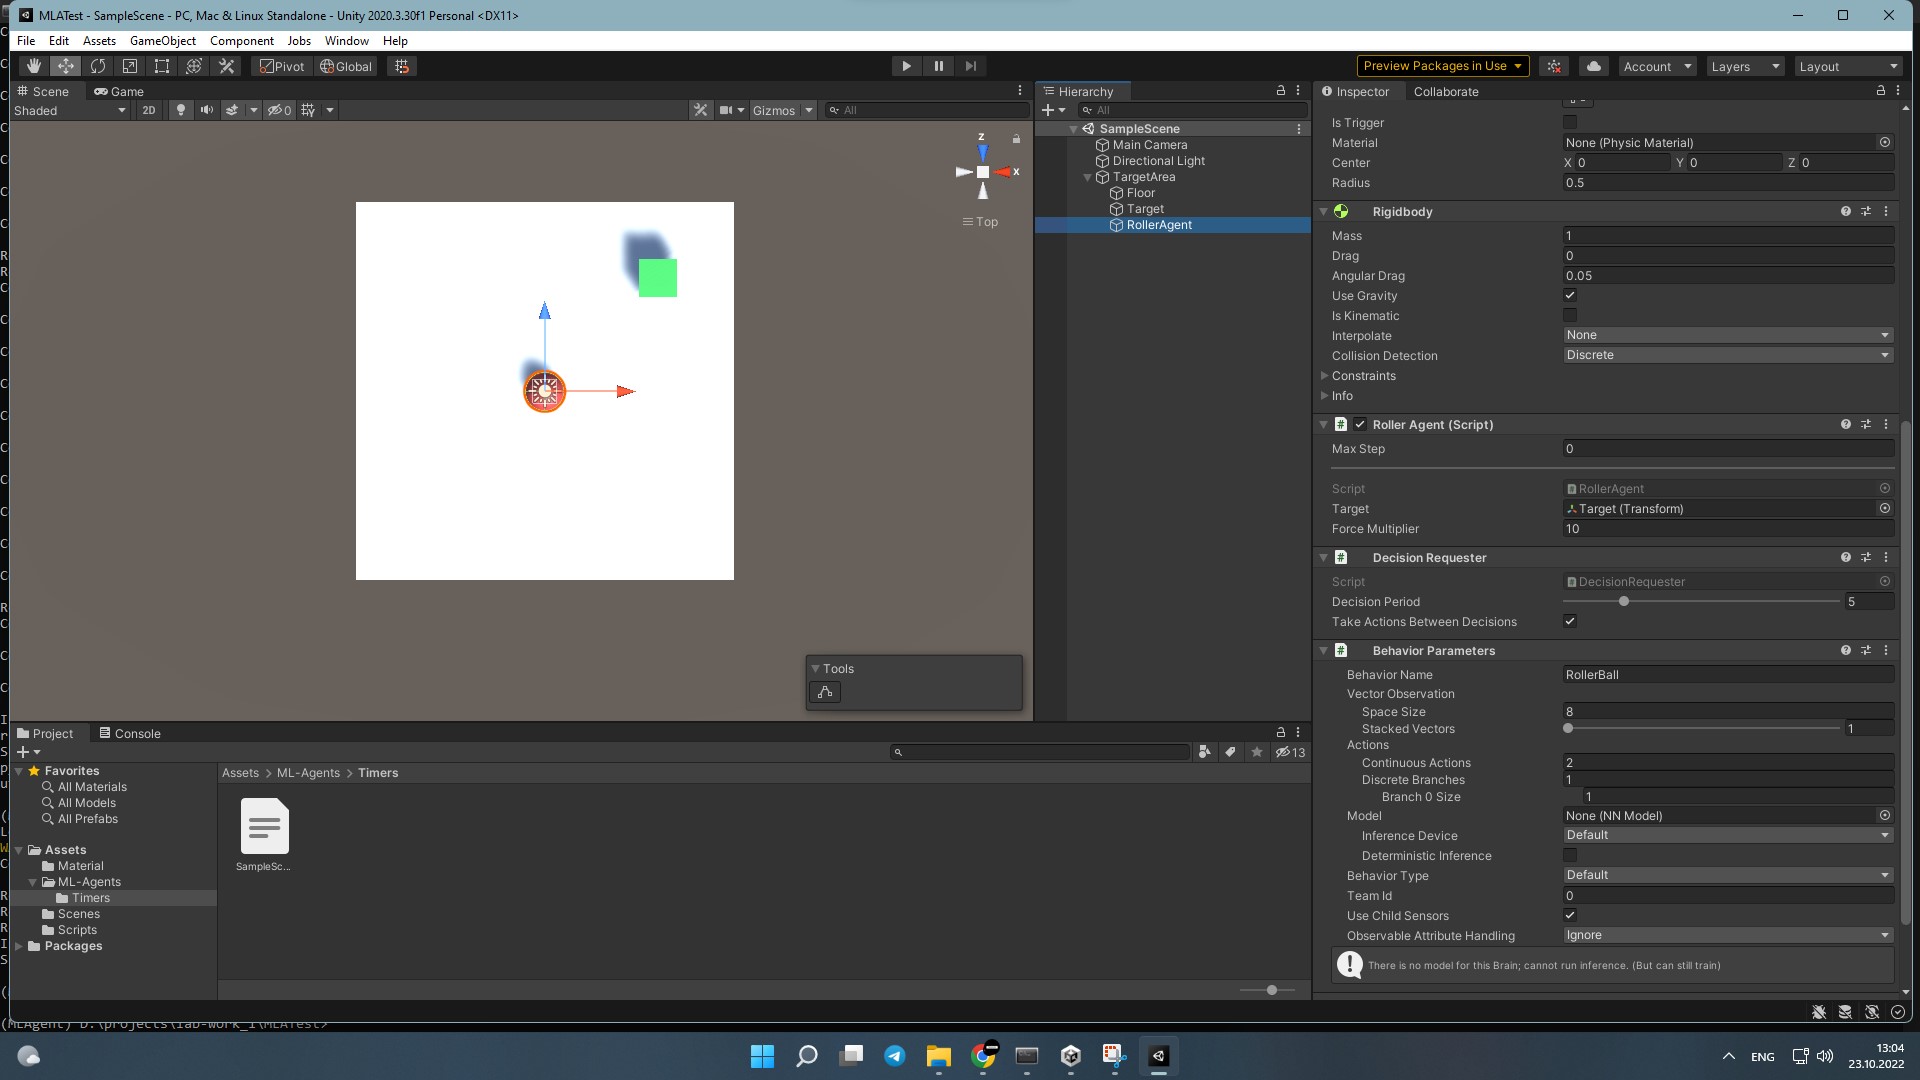 MLATest - SampleScene - PC, Mac & Linux Standalone - Unity 2020.3.30f1 Personal <DX11>
File Edit Assets GameObject Component Jobs Window Help
Pivot Global Preview Packages in Use Account Layers Layout
Scene Game
Shaded 2D 0 Gizmos All
z
x
Top
Tools
Hierarchy
All
SampleScene
Main Camera
Directional Light
TargetArea
Floor
Target
RollerAgent
Inspector Collaborate
Is Trigger
Material None (Physic Material)
Center X 0 Y 0 Z 0
Radius 0.5
Rigidbody
Mass 1
Drag 0
Angular Drag 0.05
Use Gravity
Is Kinematic
Interpolate None
Collision Detection Discrete
Constraints
Info
# Roller Agent (Script)
Max Step 0
Script RollerAgent
Target Target (Transform)
Force Multiplier 10
# Decision Requester
Script DecisionRequester
Decision Period 5
Take Actions Between Decisions
# Behavior Parameters
Behavior Name RollerBall
Vector Observation
Space Size 8
Stacked Vectors 1
Actions
Continuous Actions 2
Discrete Branches 1
Branch 0 Size 1
Model None (NN Model)
Inference Device Default
Deterministic Inference
Behavior Type Default
Team Id 0
Use Child Sensors
Observable Attribute Handling Ignore
There is no model for this Brain; cannot run inference. (But can still train)
Project Console
13
Favorites
All Materials
All Models
All Prefabs
Assets
Material
ML-Agents
Timers
Scenes
Scripts
Packages
Assets > ML-Agents > Timers
SampleSc...
(MLAgent) D:\projects\lab-work_1\MLATest>
ENG
13:04
23.10.2022